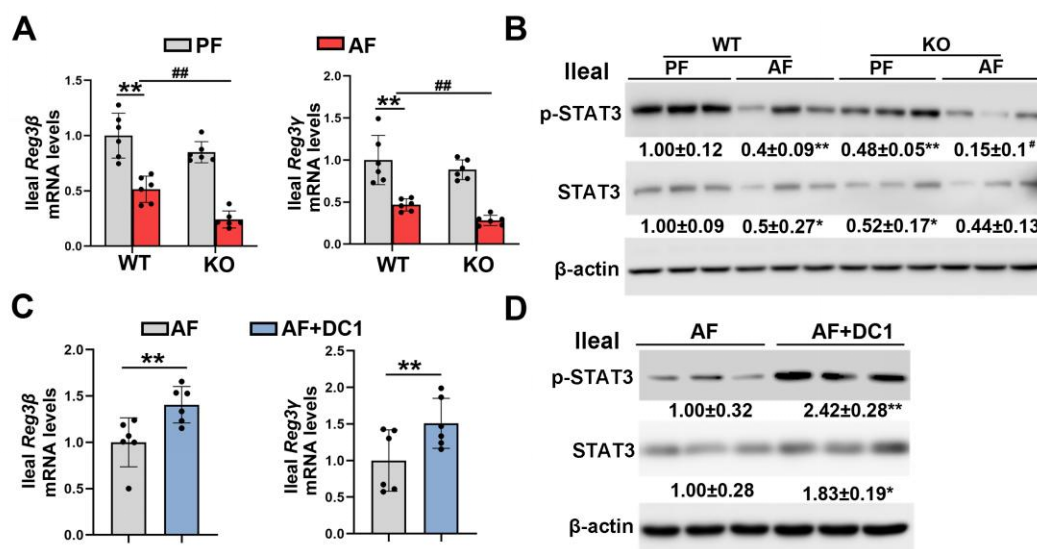 A
PF
AF
Ileal Reg3β
mRNA levels
1.5
1.0
0.5
0.0
**
##
WT
KO
Ileal Reg3γ
mRNA levels
2.0
1.5
1.0
0.5
0.0
**
##
WT
KO
B
WT
KO
Ileal
PF
AF
PF
AF
p-STAT3
1.00±0.12
0.4±0.09**
0.48±0.05**
0.15±0.1#
STAT3
1.00±0.09
0.5±0.27*
0.52±0.17*
0.44±0.13
β-actin
C
AF
AF+DC1
Ileal Reg3β
mRNA levels
2.0
1.5
1.0
0.5
0.0
**
Ileal Reg3γ
mRNA levels
2.5
2.0
1.5
1.0
0.5
0.0
**
D
Ileal
AF
AF+DC1
p-STAT3
1.00±0.32
2.42±0.28**
STAT3
1.00±0.28
1.83±0.19*
β-actin